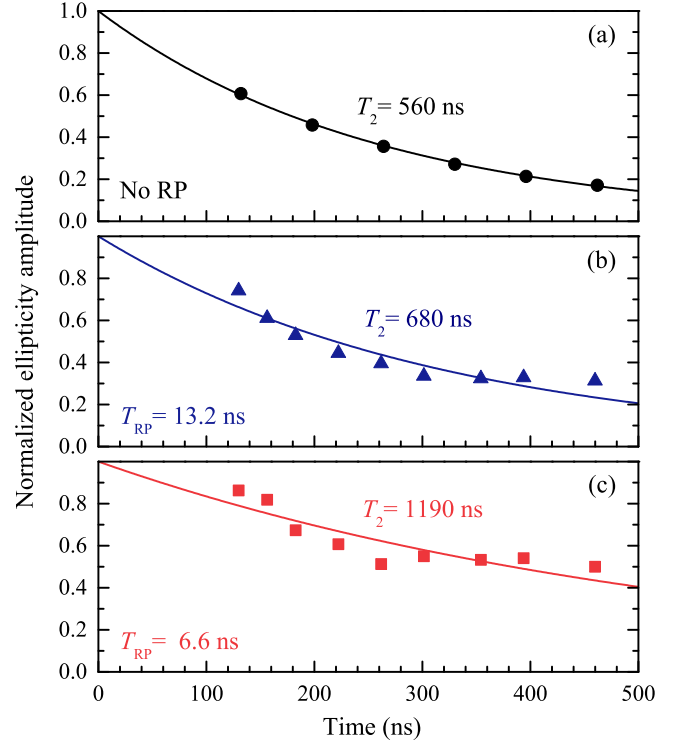 1.0
(a)
0.8
0.6
T2= 560 ns
0.4
0.2
No RP
0.0
Normalized ellipticity amplitude
(b)
0.8
0.6
T2= 680 ns
0.4
0.2
TRP= 13.2 ns
0.0
(c)
0.8
T2= 1190 ns
0.6
0.4
0.2
TRP= 6.6 ns
0.0
0 100 200 300 400 500
Time (ns)